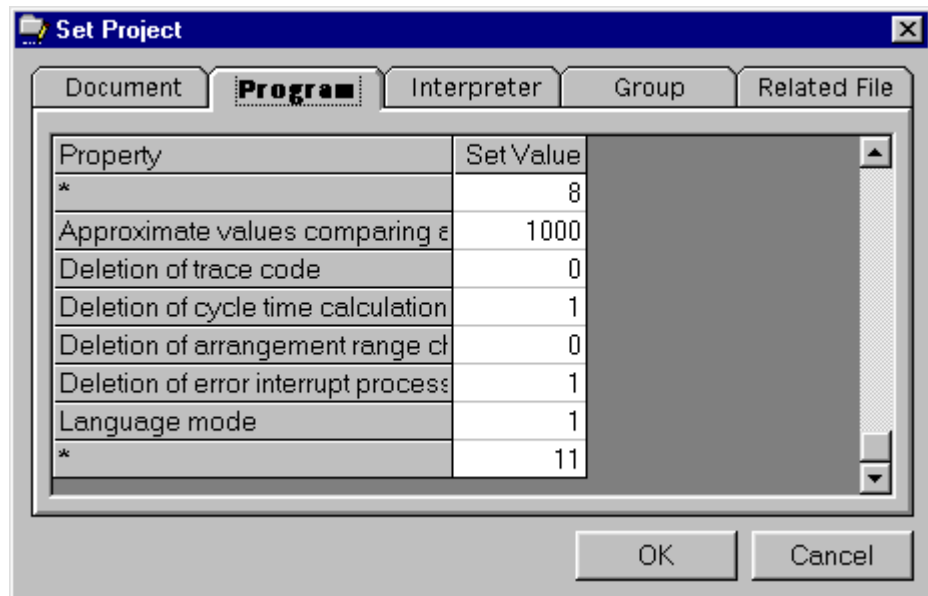 Set Project
Document Program Interpreter Group Related File
Property Set Value
* 8
Approximate values comparing 1000
Deletion of trace code 0
Deletion of cycle time calculation 1
Deletion of arrangement range 0
Deletion of error interrupt process 1
Language mode 1
* 11
OK Cancel